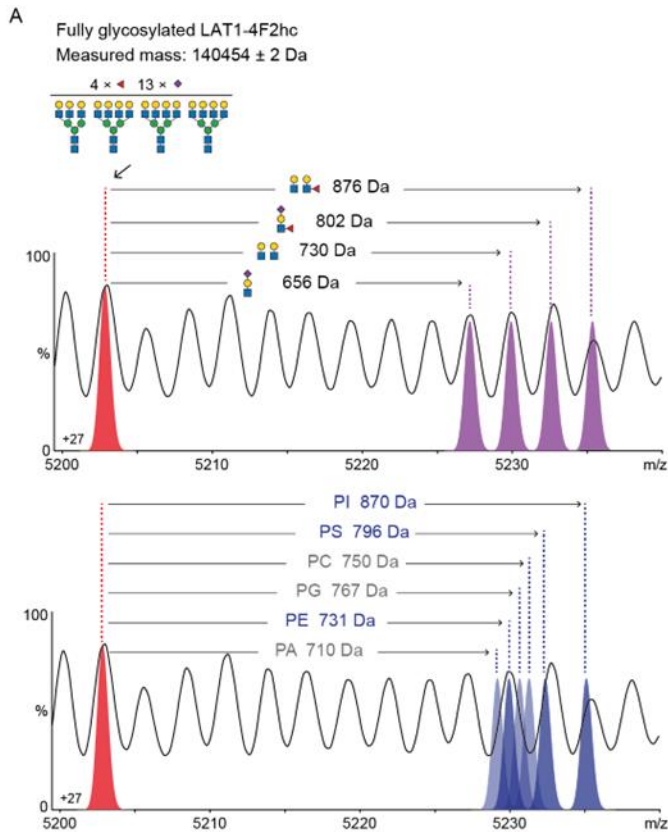 A
Fully glycosylated LAT1-4F2hc
Measured mass: 140454 ± 2 Da
4 × 13 ×
876 Da
802 Da
730 Da
656 Da
100
%
0
+27
5200 5210 5220 5230 m/z
PI 870 Da
PS 796 Da
PC 750 Da
PG 767 Da
PE 731 Da
PA 710 Da
100
%
0
+27
5200 5210 5220 5230 m/z